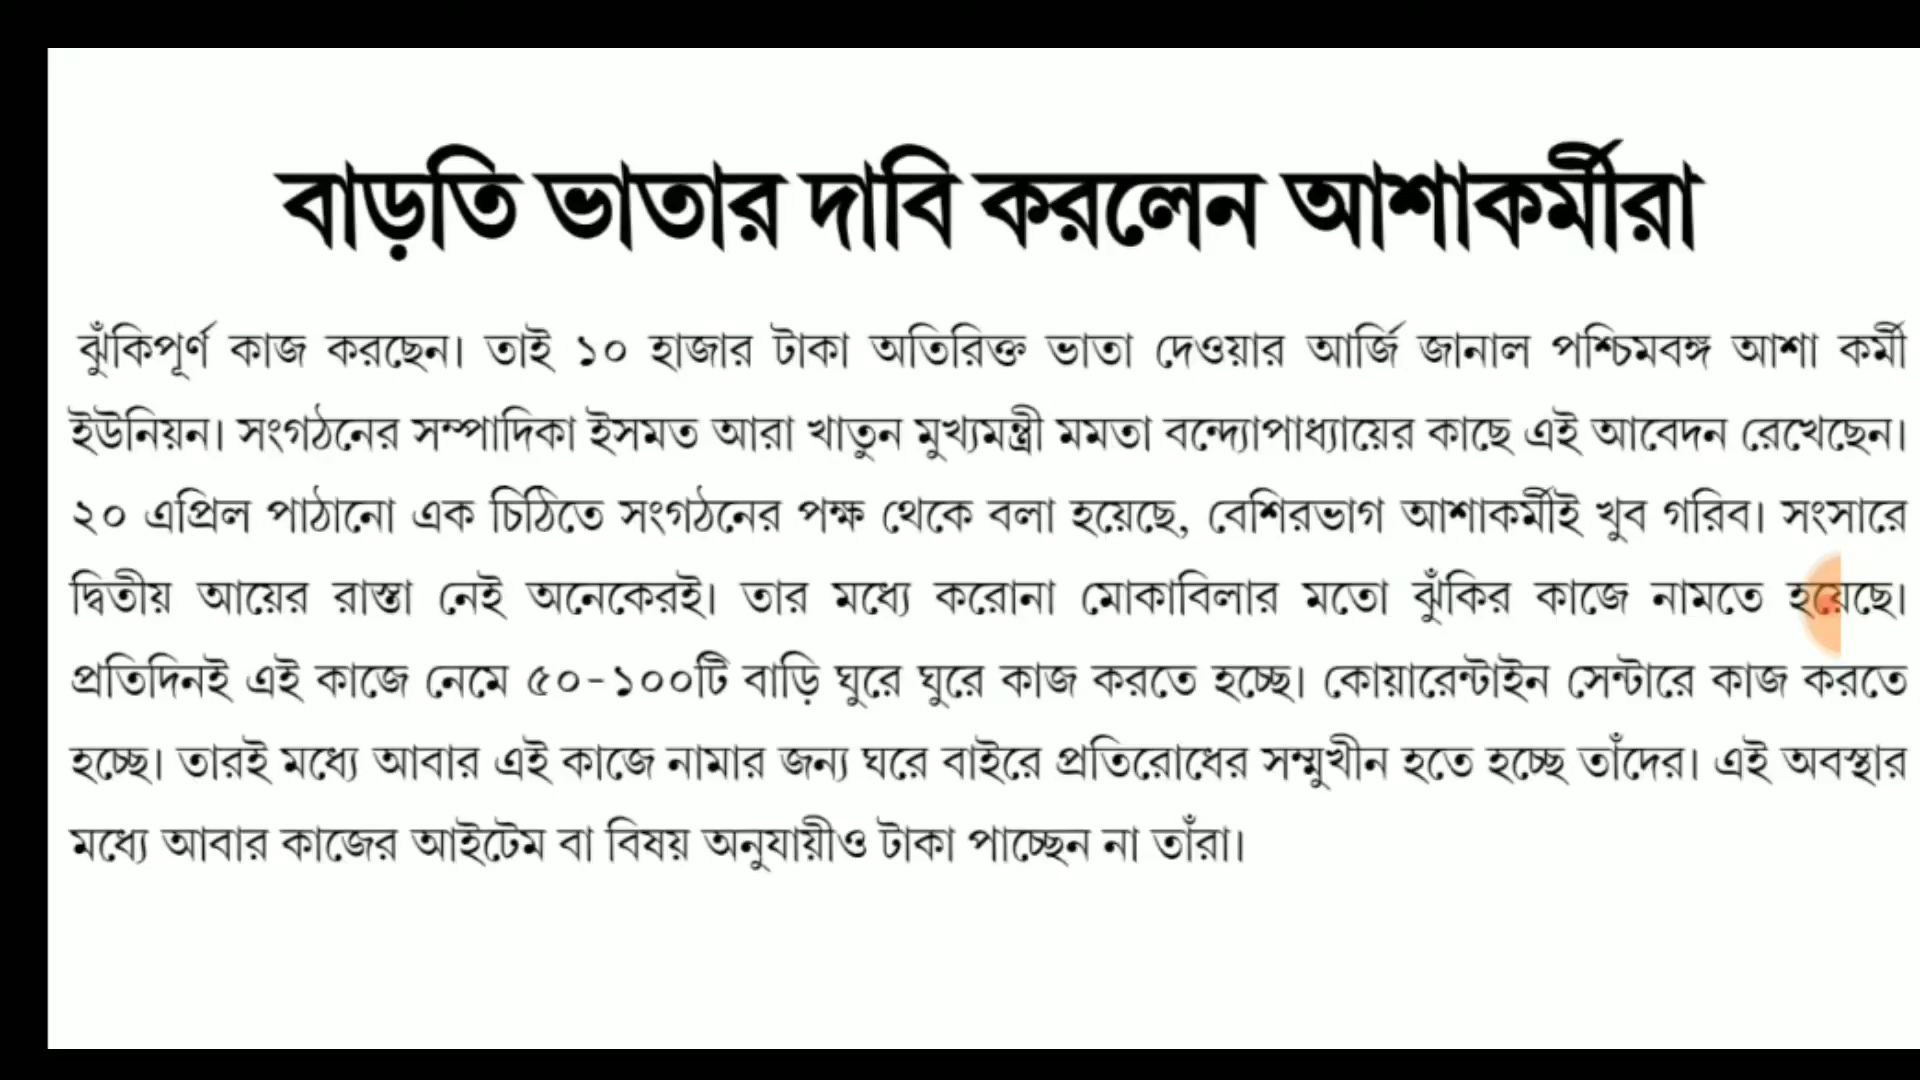 বাড়তি ভাতার দাবি করলেন আশাকর্মীরা
ঝুঁকিপূর্ণ কাজ করছেন। তাই ১০ হাজার টাকা অতিরিক্ত ভাতা দেওয়ার আর্জি জানাল পশ্চিমবঙ্গ আশা কর্মী
ইউনিয়ন। সংগঠনের সম্পাদিকা ইসমত আরা খাতুন মুখ্যমন্ত্রী মমতা বন্দ্যোপাধ্যায়ের কাছে এই আবেদন রেখেছেন।
২০ এপ্রিল পাঠানো এক চিঠিতে সংগঠনের পক্ষ থেকে বলা হয়েছে, বেশিরভাগ আশাকর্মীই খুব গরিব। সংসারে
দ্বিতীয় আয়ের রাস্তা নেই অনেকেরই। তার মধ্যে করোনা মোকাবিলার মতো ঝুঁকির কাজে নামতে হয়েছে।
প্রতিদিনই এই কাজে নেমে ৫০-১০০টি বাড়ি ঘুরে ঘুরে কাজ করতে হচ্ছে। কোয়ারেন্টাইন সেন্টারে কাজ করতে
হচ্ছে। তারই মধ্যে আবার এই কাজে নামার জন্য ঘরে বাইরে প্রতিরোধের সম্মুখীন হতে হচ্ছে তাঁদের। এই অবস্থার
মধ্যে আবার কাজের আইটেম বা বিষয় অনুযায়ীও টাকা পাচ্ছেন না তাঁরা।